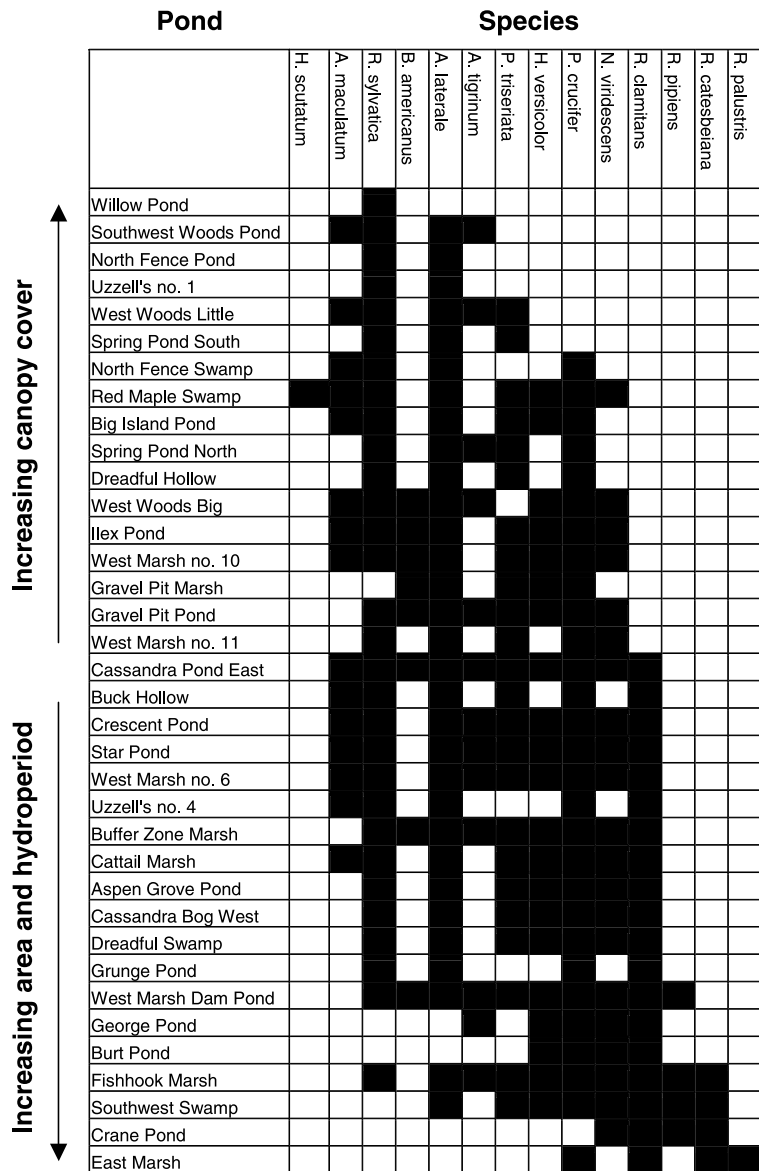 Pond Species
H. scutatum
A. maculatum
R. sylvatica
B. americanus
A. laterale
A. tigrinum
P. triseriata
H. versicolor
P. crucifer
N. viridescens
R. clamitans
R. pipiens
R. catesbeiana
R. palustris
Increasing canopy cover
Willow Pond
Southwest Woods Pond
North Fence Pond
Uzzell's no. 1
West Woods Little
Spring Pond South
North Fence Swamp
Red Maple Swamp
Big Island Pond
Spring Pond North
Dreadful Hollow
West Woods Big
Ilex Pond
West Marsh no. 10
Gravel Pit Marsh
Gravel Pit Pond
West Marsh no. 11
Increasing area and hydroperiod
Cassandra Pond East
Buck Hollow
Crescent Pond
Star Pond
West Marsh no. 6
Uzzell's no. 4
Buffer Zone Marsh
Cattail Marsh
Aspen Grove Pond
Cassandra Bog West
Dreadful Swamp
Grunge Pond
West Marsh Dam Pond
George Pond
Burt Pond
Fishhook Marsh
Southwest Swamp
Crane Pond
East Marsh